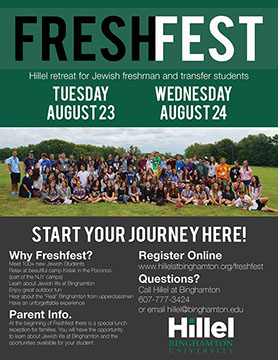 FRESHFEST
Hillel retreat for Jewish freshman and transfer students
TUESDAY
AUGUST 23
WEDNESDAY
AUGUST 24
START YOUR JOURNEY HERE!
Why Freshfest?
Meet 100+ new Jewish Students
Relax at beautiful camp Kislak in the Poconos
(part of the NJY camps)
Learn about Jewish life at Binghamton
Enjoy great outdoor fun
Hear about the "Real" Binghamton from upperclassmen
Have an unforgettable experience
Parent Info.
At the beginning of Freshfest there is a special lunch
reception for families. You will have the opportunity
to learn about Jewish life at Binghamton and the
oportunities available for your student.
Register Online
www.hillelatbinghamton.org/freshfest
Questions?
Call Hillel at Binghamton
607-777-3424
or email hillel@binghamton.edu
Hillel
BINGHAMTON
UNIVERSITY